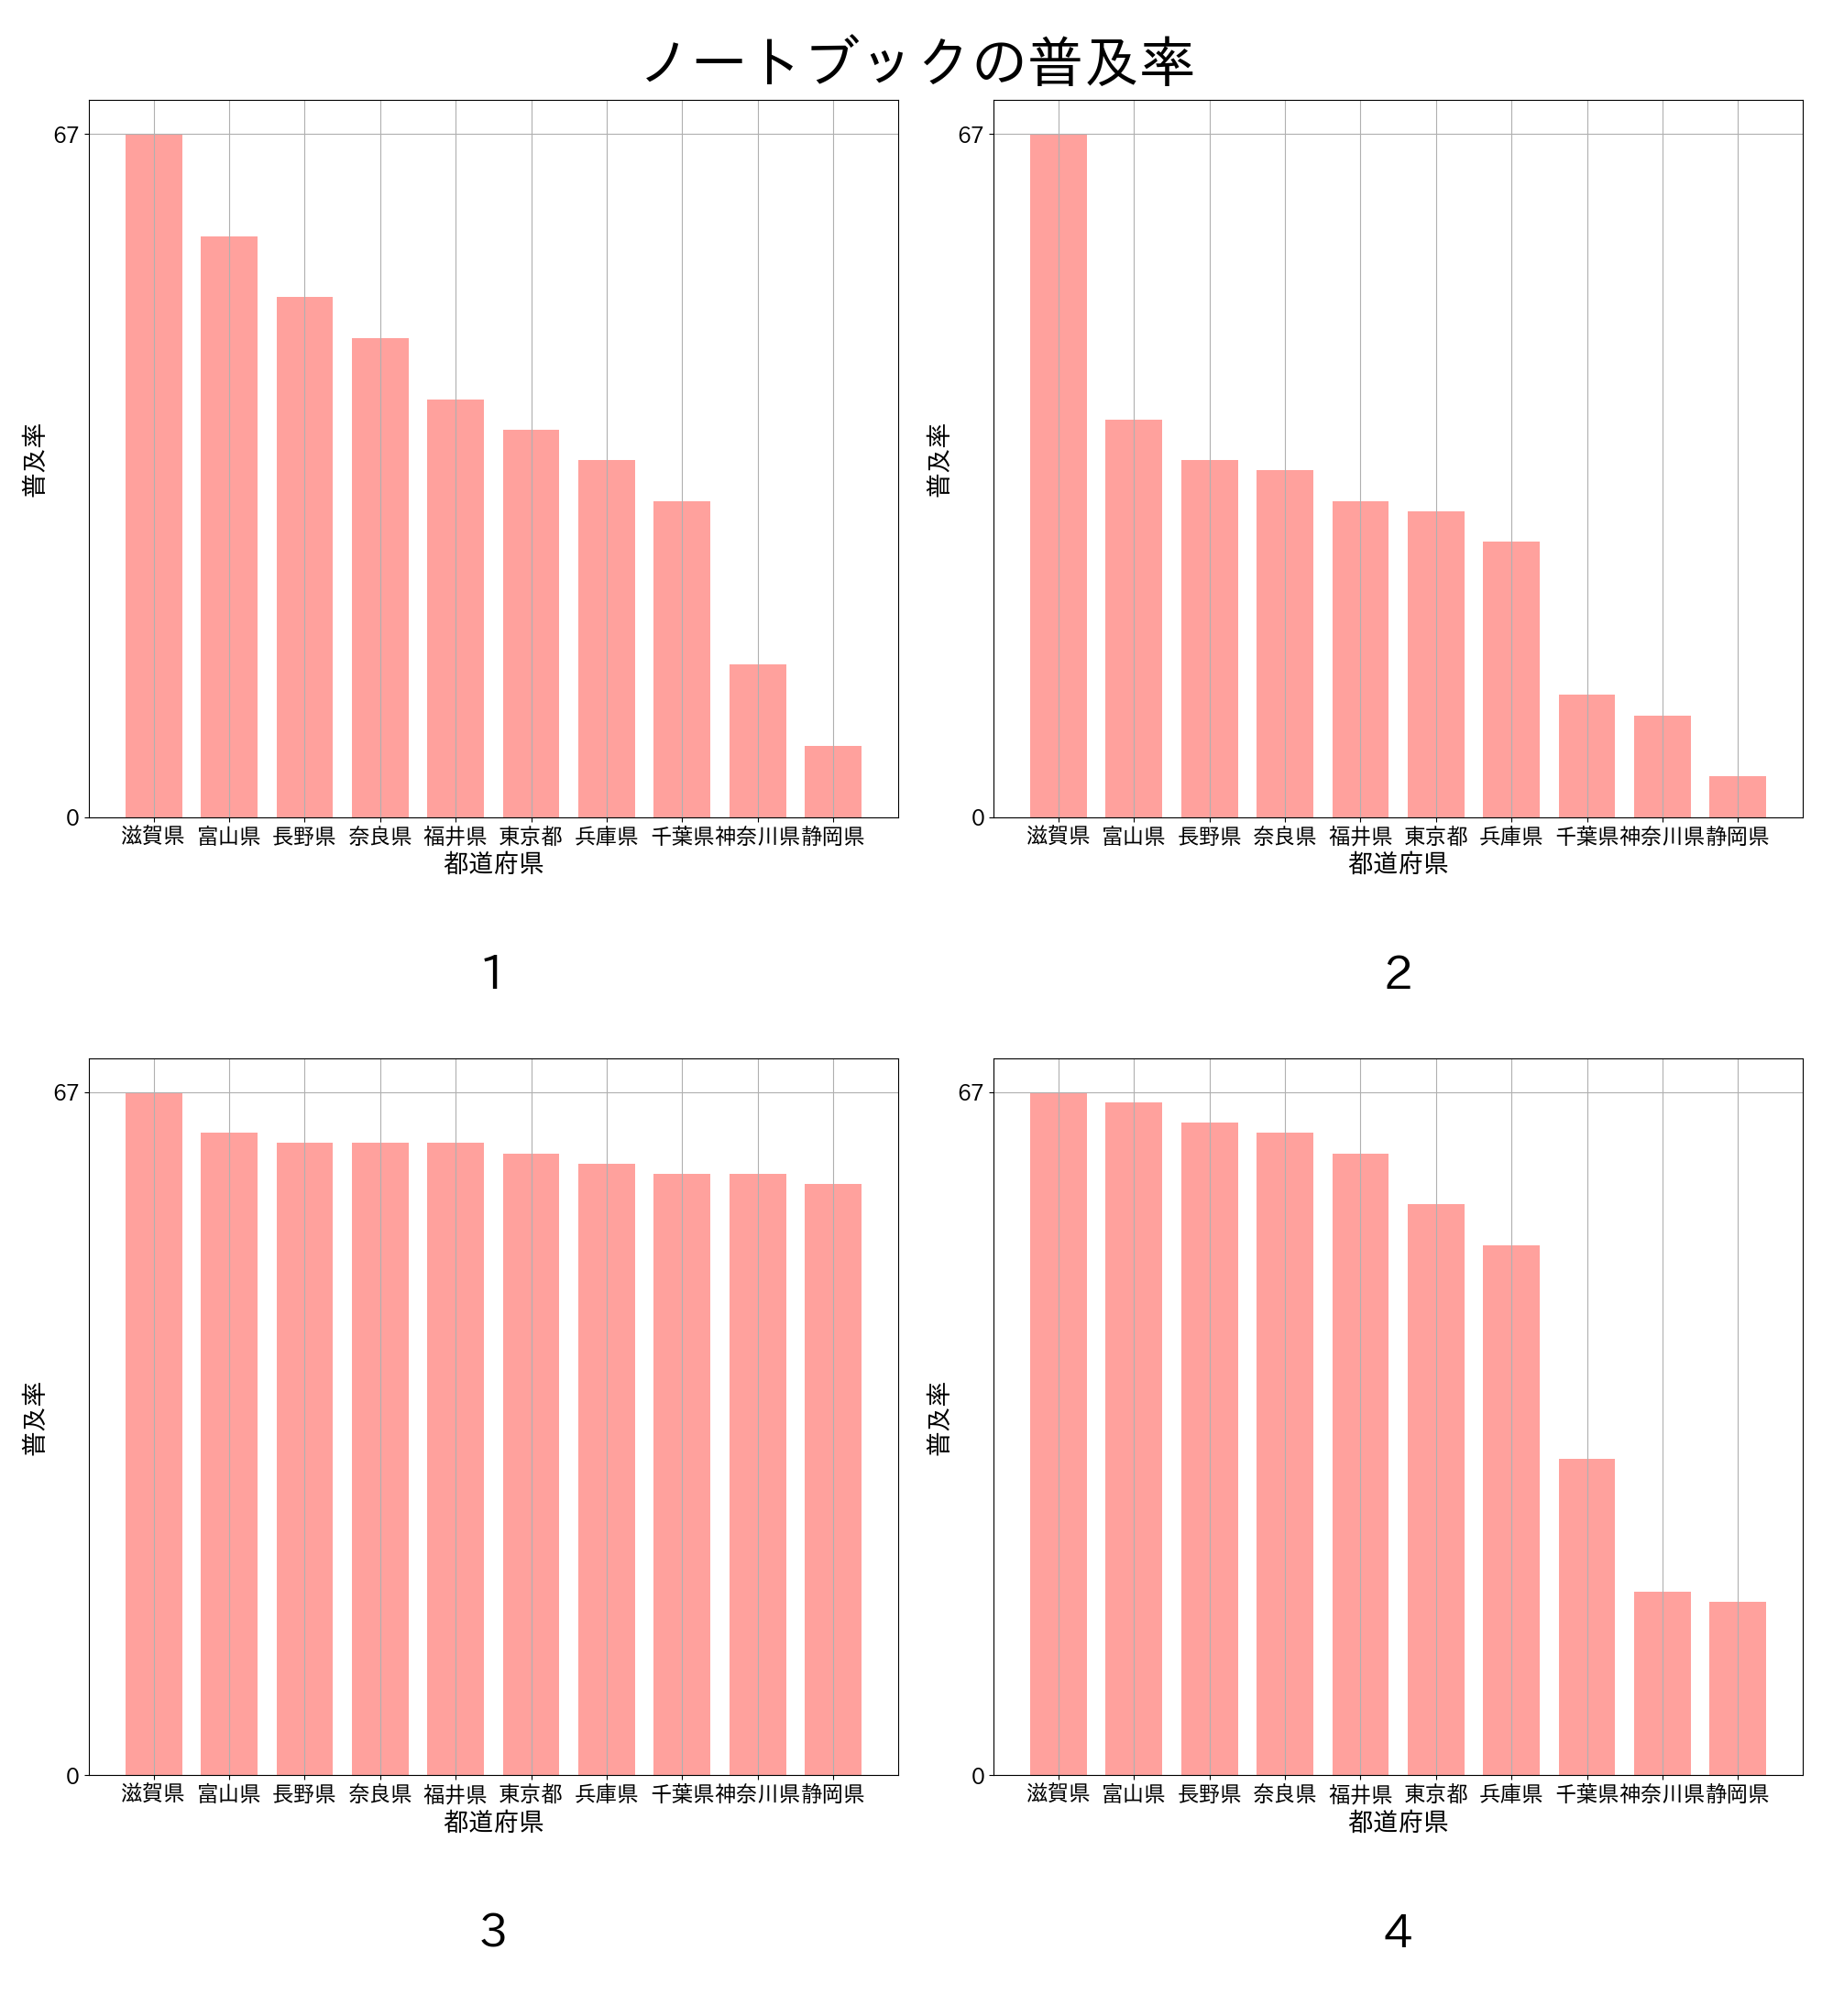 ノートブックの普及率
67
0
普及率
滋賀県 富山県 長野県 奈良県 福井県 東京都 兵庫県 千葉県 神奈川県 静岡県
都道府県
1
67
0
普及率
滋賀県 富山県 長野県 奈良県 福井県 東京都 兵庫県 千葉県 神奈川県 静岡県
都道府県
2
67
0
普及率
滋賀県 富山県 長野県 奈良県 福井県 東京都 兵庫県 千葉県 神奈川県 静岡県
都道府県
3
67
0
普及率
滋賀県 富山県 長野県 奈良県 福井県 東京都 兵庫県 千葉県 神奈川県 静岡県
都道府県
4